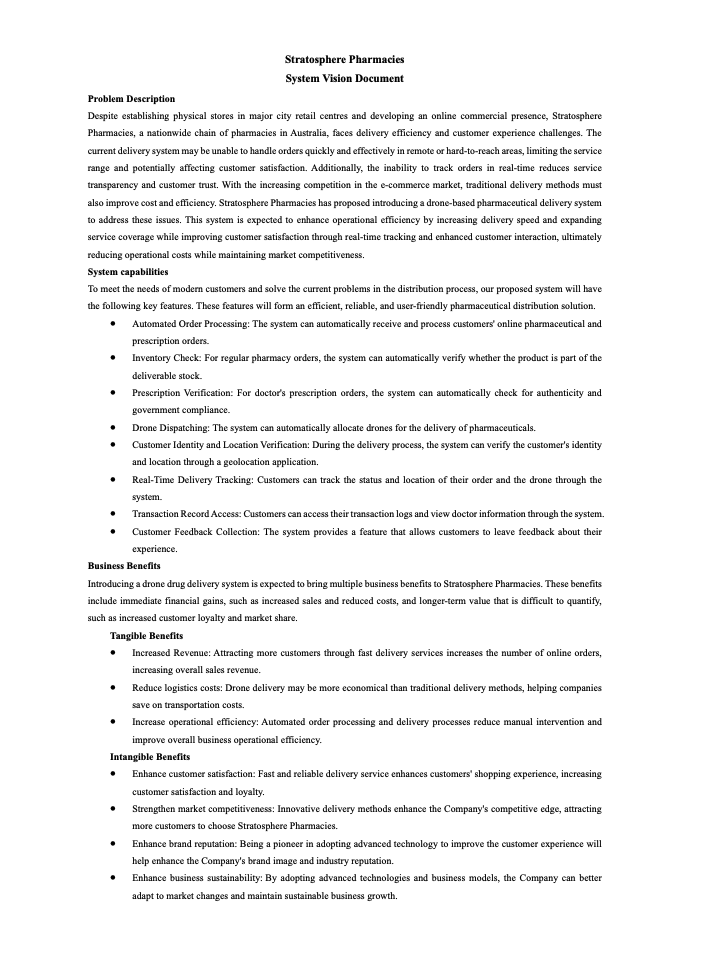 Stratosphere Pharmacies
System Vision Document
Problem Description
Despite establishing physical stores in major city retail centres and developing an online commercial presence, Stratosphere
Pharmacies, a nationwide chain of pharmacies in Australia, faces delivery efficiency and customer experience challenges. The
current delivery system may be unable to handle orders quickly and effectively in remote or hard-to-reach areas, limiting the service
range and potentially affecting customer satisfaction. Additionally, the inability to track orders in real-time reduces service
transparency and customer trust. With the increasing competition in the e-commerce market, traditional delivery methods must
also improve cost and efficiency. Stratosphere Pharmacies has proposed introducing a drone-based pharmaceutical delivery system
to address these issues. This system is expected to enhance operational efficiency by increasing delivery speed and expanding
service coverage while improving customer satisfaction through real-time tracking and enhanced customer interaction, ultimately
reducing operational costs while maintaining market competitiveness.
System capabilities
To meet the needs of modern customers and solve the current problems in the distribution process, our proposed system will have
the following key features. These features will form an efficient, reliable, and user-friendly pharmaceutical distribution solution.
● Automated Order Processing: The system can automatically receive and process customers' online pharmaceutical and
prescription orders.
● Inventory Check: For regular pharmacy orders, the system can automatically verify whether the product is part of the
deliverable stock.
● Prescription Verification: For doctor's prescription orders, the system can automatically check for authenticity and
government compliance.
● Drone Dispatching: The system can automatically allocate drones for the delivery of pharmaceuticals.
● Customer Identity and Location Verification: During the delivery process, the system can verify the customer's identity
and location through a geolocation application.
● Real-Time Delivery Tracking: Customers can track the status and location of their order and the drone through the
system.
● Transaction Record Access: Customers can access their transaction logs and view doctor information through the system.
● Customer Feedback Collection: The system provides a feature that allows customers to leave feedback about their
experience.
Business Benefits
Introducing a drone drug delivery system is expected to bring multiple business benefits to Stratosphere Pharmacies. These benefits
include immediate financial gains, such as increased sales and reduced costs, and longer-term value that is difficult to quantify,
such as increased customer loyalty and market share.
Tangible Benefits
● Increased Revenue: Attracting more customers through fast delivery services increases the number of online orders,
increasing overall sales revenue.
● Reduce logistics costs: Drone delivery may be more economical than traditional delivery methods, helping companies
save on transportation costs.
● Increase operational efficiency: Automated order processing and delivery processes reduce manual intervention and
improve overall business operational efficiency.
Intangible Benefits
● Enhance customer satisfaction: Fast and reliable delivery service enhances customers' shopping experience, increasing
customer satisfaction and loyalty.
● Strengthen market competitiveness: Innovative delivery methods enhance the Company's competitive edge, attracting
more customers to choose Stratosphere Pharmacies.
● Enhance brand reputation: Being a pioneer in adopting advanced technology to improve the customer experience will
help enhance the Company's brand image and industry reputation.
● Enhance business sustainability: By adopting advanced technologies and business models, the Company can better
adapt to market changes and maintain sustainable business growth.